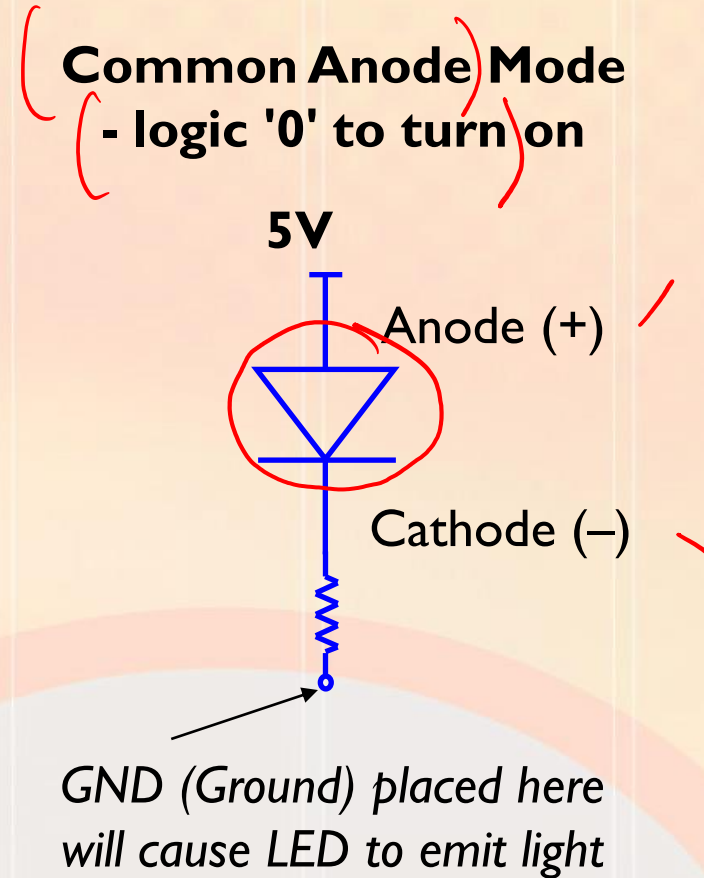 Common Anode Mode
- logic '0' to turn on
5V
Anode (+)
Cathode (–)
GND (Ground) placed here
will cause LED to emit light